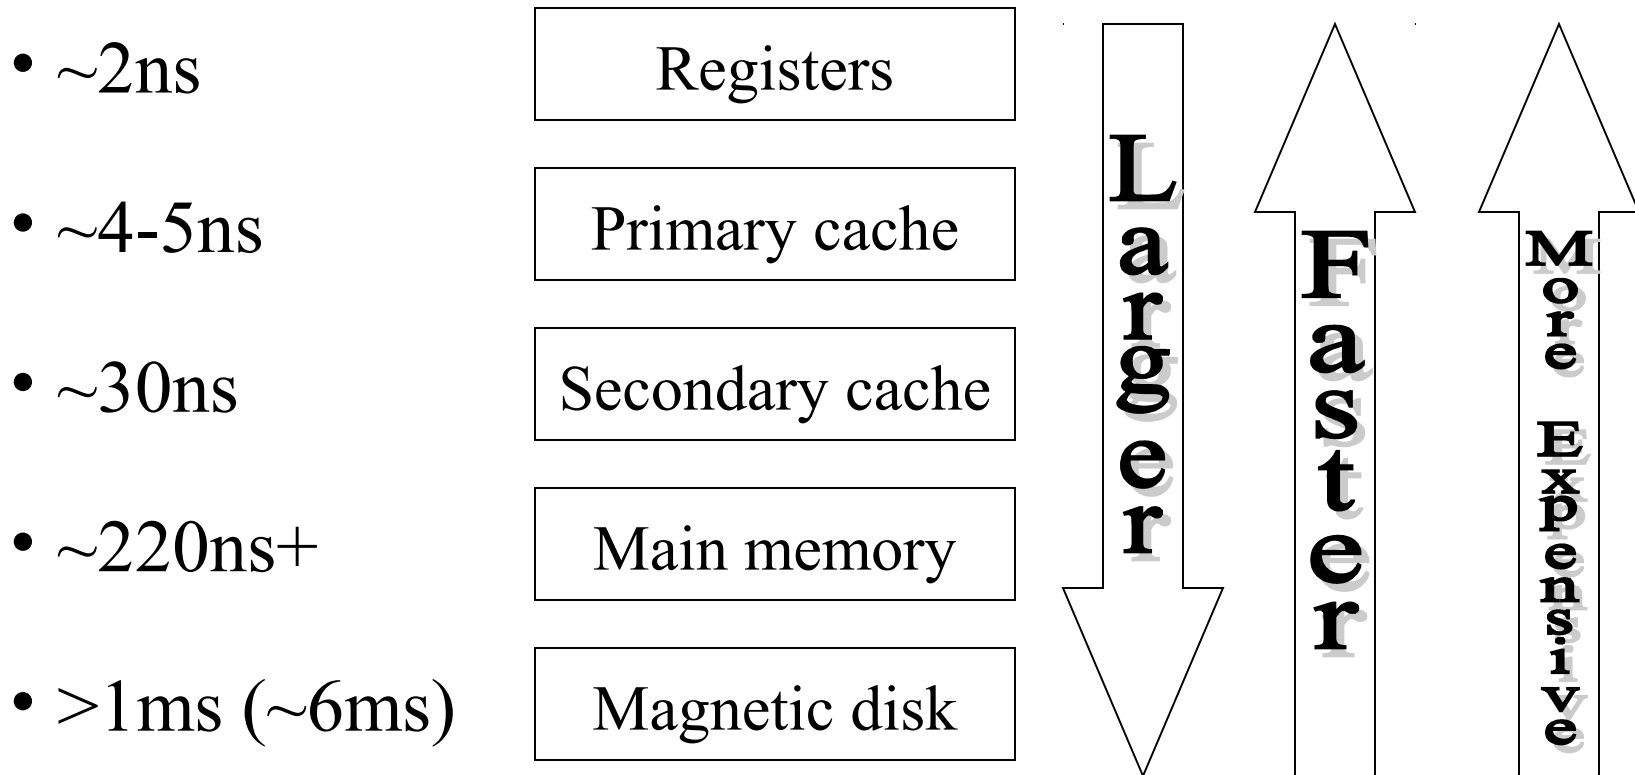 • ~2ns
Registers
• ~4-5ns
Primary cache
• ~30ns
Secondary cache
• ~220ns+
Main memory
• >1ms (~6ms)
Magnetic disk
Larger
Faster
More Expensive